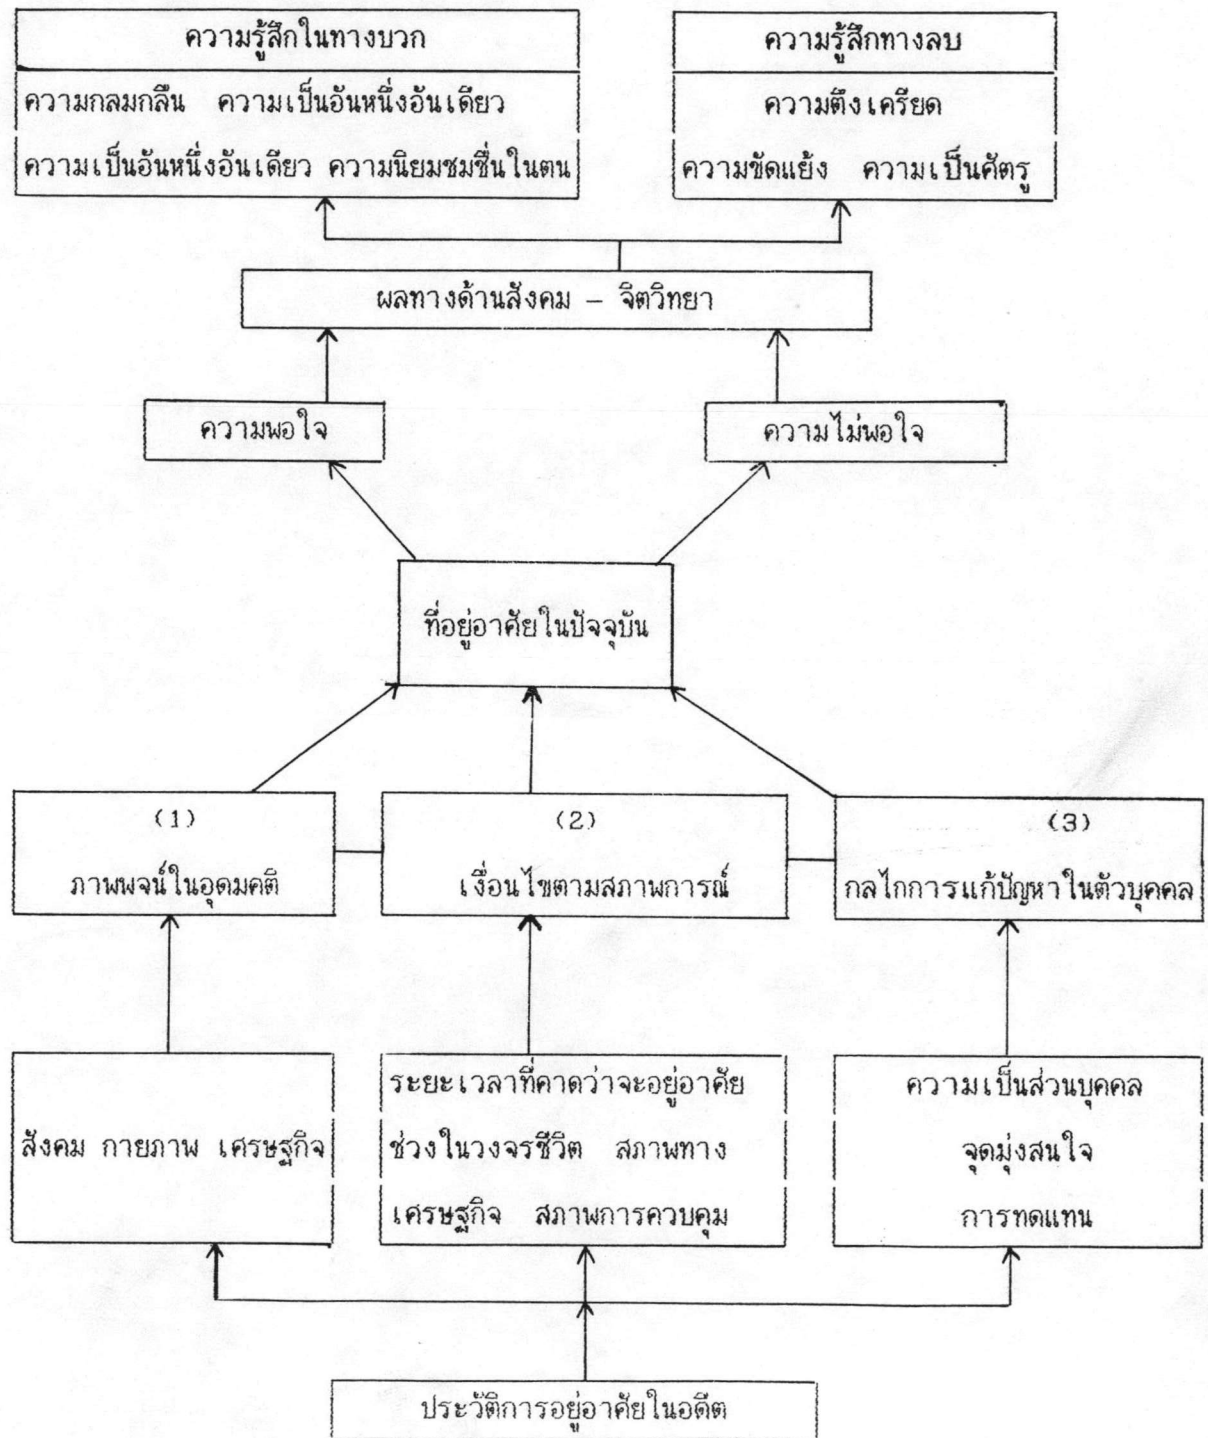 ความรู้สึกในทางบวก
ความกลมกลืน ความเป็นอันหนึ่งอันเดียว
ความเป็นอันหนึ่งอันเดียว ความนิยมชมชื่นในตน
ความรู้สึกทางลบ
ความตึงเครียด
ความขัดแย้ง ความเป็นศัตรู
ผลทางด้านสังคม – จิตวิทยา
ความพอใจ
ความไม่พอใจ
ที่อยู่อาศัยในปัจจุบัน
(1)
ภาพพจน์ในอุดมคติ
(2)
เงื่อนไขตามสภาพการณ์
(3)
กลไกการแก้ปัญหาในตัวบุคคล
สังคม กายภาพ เศรษฐกิจ
ระยะเวลาที่คาดว่าจะอยู่อาศัย
ช่วงในวงจรชีวิต สภาพทาง
เศรษฐกิจ สภาพการควบคุม
ความเป็นส่วนบุคคล
จุดมุ่งสนใจ
การทดแทน
ประวัติการอยู่อาศัยในอดีต